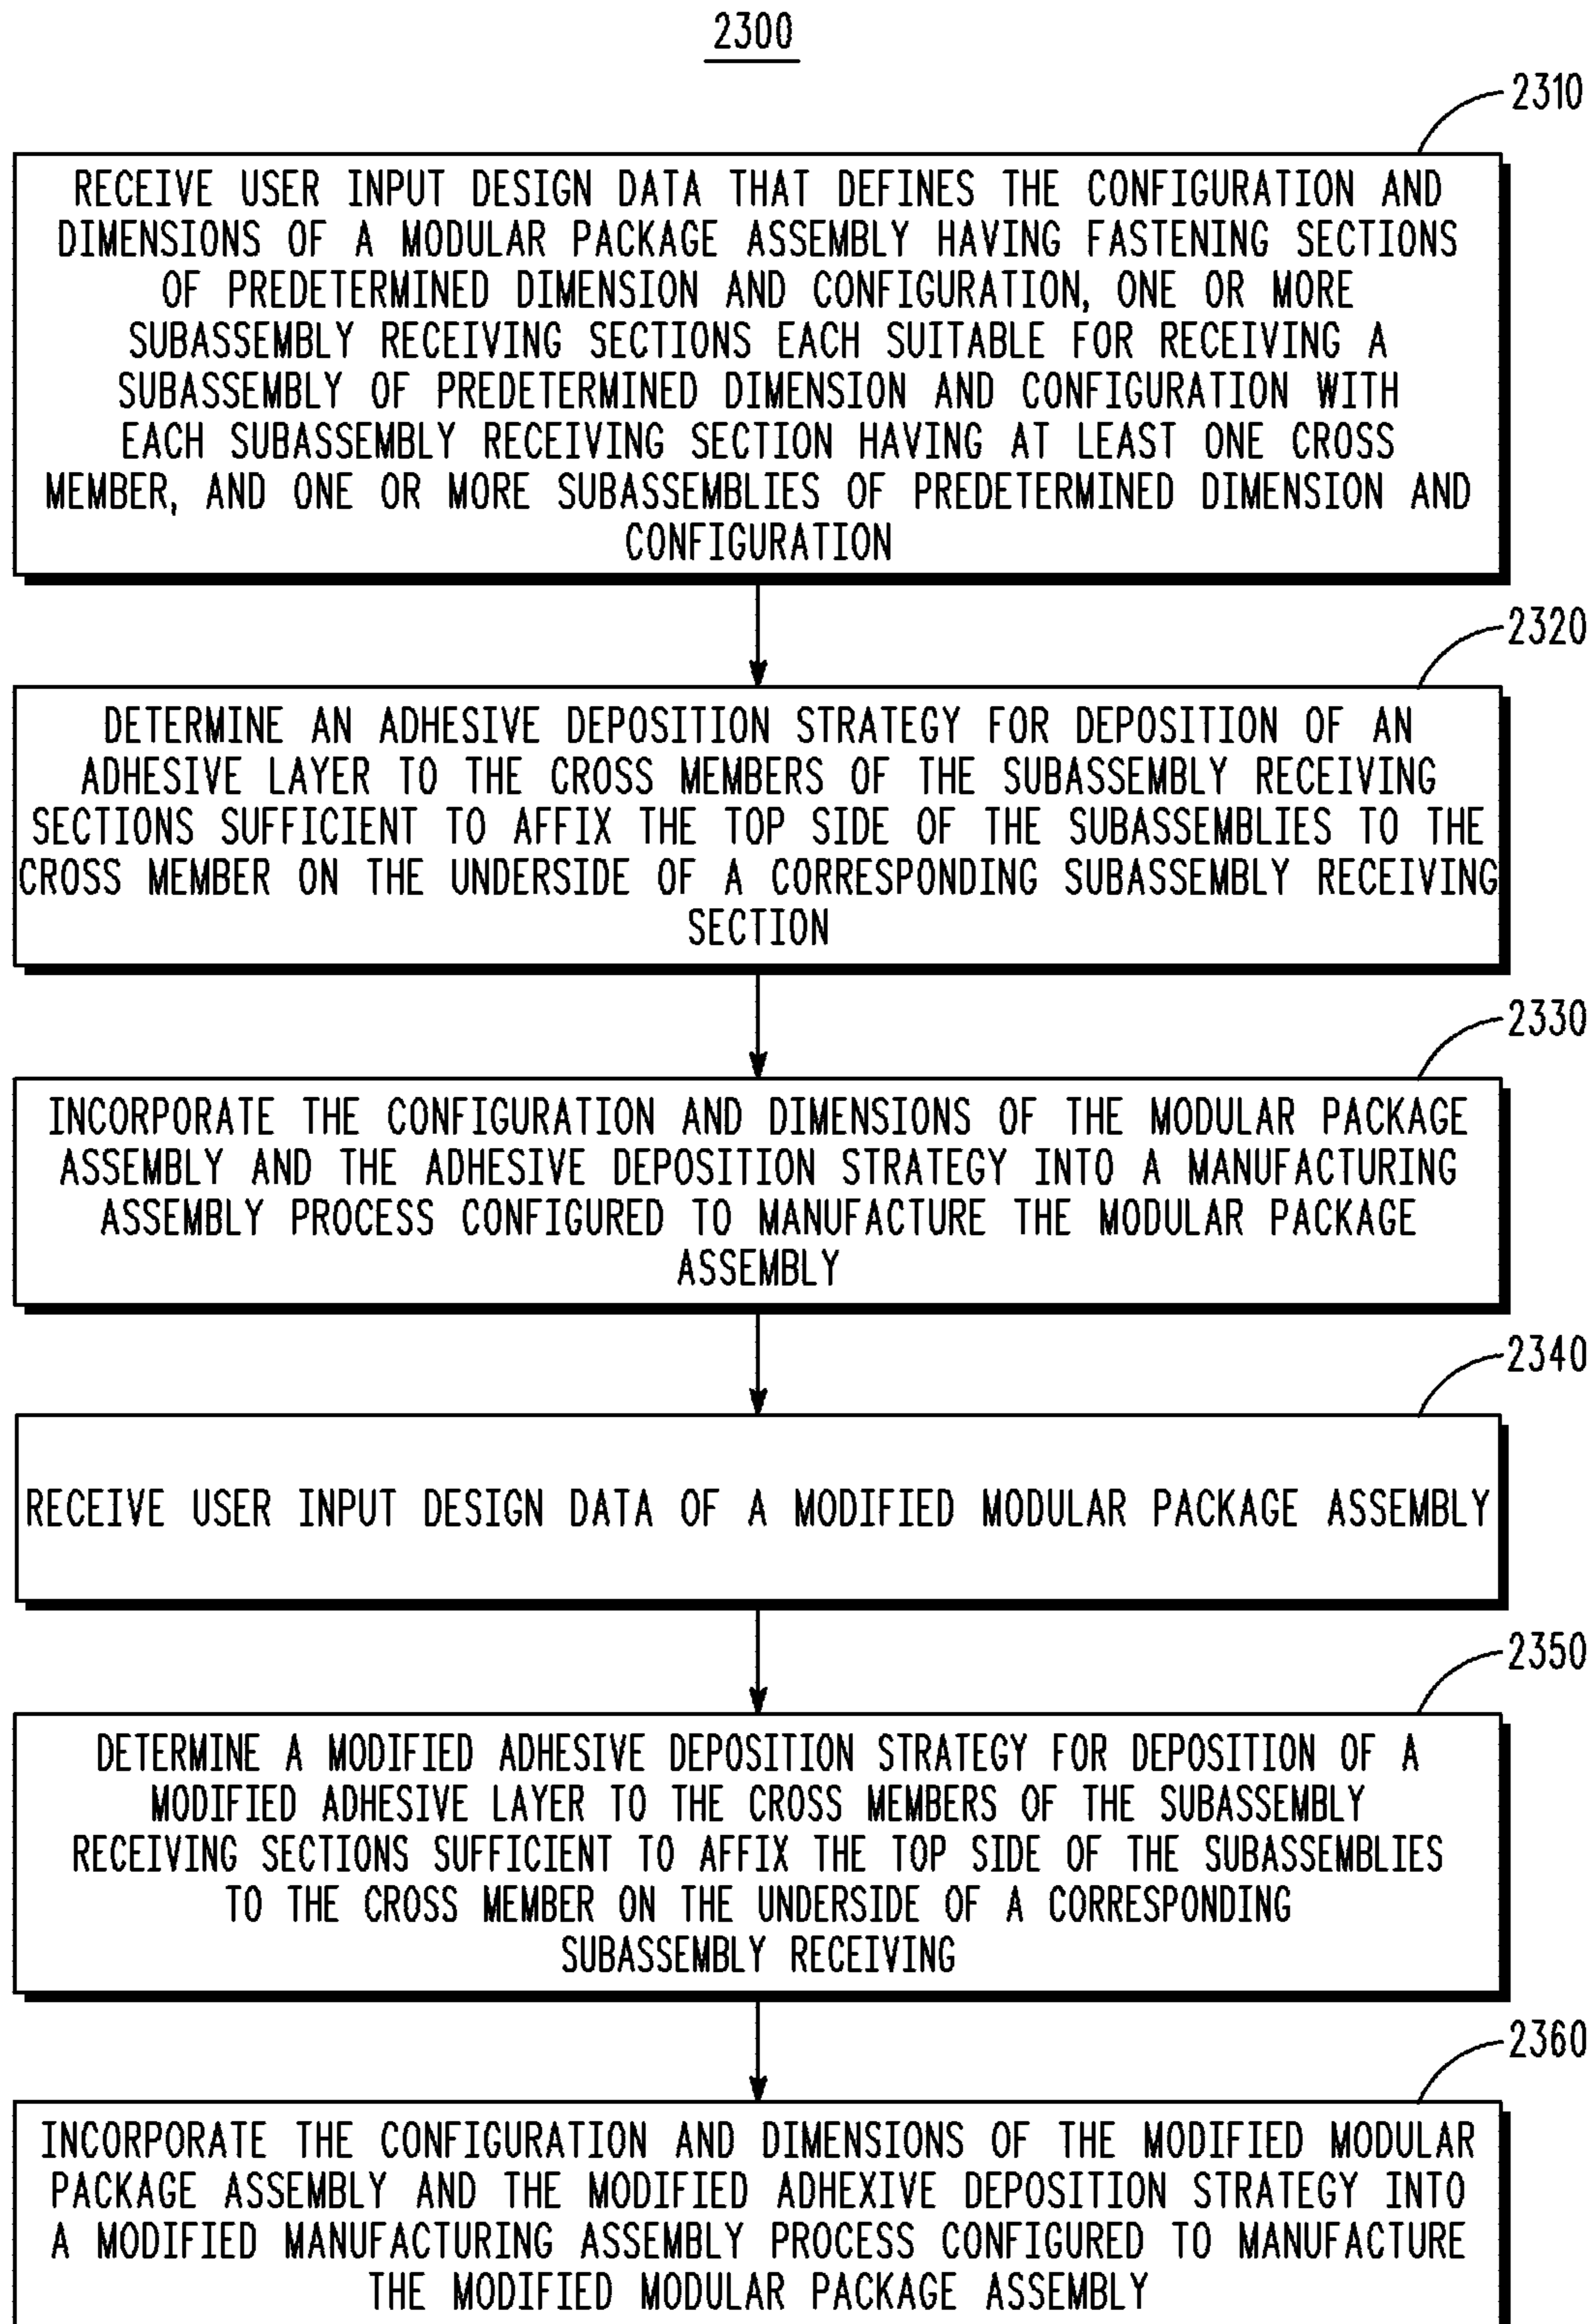 2300
2310
RECEIVE USER INPUT DESIGN DATA THAT DEFINES THE CONFIGURATION AND
DIMENSIONS OF A MODULAR PACKAGE ASSEMBLY HAVING FASTENING SECTIONS
OF PREDETERMINED DIMENSION AND CONFIGURATION, ONE OR MORE
SUBASSEMBLY RECEIVING SECTIONS EACH SUITABLE FOR RECEIVING A
SUBASSEMBLY OF PREDETERMINED DIMENSION AND CONFIGURATION WITH
EACH SUBASSEMBLY RECEIVING SECTION HAVING AT LEAST ONE CROSS
MEMBER, AND ONE OR MORE SUBASSEMBLIES OF PREDETERMINED DIMENSION AND
CONFIGURATION
2320
DETERMINE AN ADHESIVE DEPOSITION STRATEGY FOR DEPOSITION OF AN
ADHESIVE LAYER TO THE CROSS MEMBERS OF THE SUBASSEMBLY RECEIVING
SECTIONS SUFFICIENT TO AFFIX THE TOP SIDE OF THE SUBASSEMBLIES TO THE
CROSS MEMBER ON THE UNDERSIDE OF A CORRESPONDING SUBASSEMBLY RECEIVING
SECTION
2330
INCORPORATE THE CONFIGURATION AND DIMENSIONS OF THE MODULAR PACKAGE
ASSEMBLY AND THE ADHESIVE DEPOSITION STRATEGY INTO A MANUFACTURING
ASSEMBLY PROCESS CONFIGURED TO MANUFACTURE THE MODULAR PACKAGE
ASSEMBLY
2340
RECEIVE USER INPUT DESIGN DATA OF A MODIFIED MODULAR PACKAGE ASSEMBLY
2350
DETERMINE A MODIFIED ADHESIVE DEPOSITION STRATEGY FOR DEPOSITION OF A
MODIFIED ADHESIVE LAYER TO THE CROSS MEMBERS OF THE SUBASSEMBLY
RECEIVING SECTIONS SUFFICIENT TO AFFIX THE TOP SIDE OF THE SUBASSEMBLIES
TO THE CROSS MEMBER ON THE UNDERSIDE OF A CORRESPONDING
SUBASSEMBLY RECEIVING
2360
INCORPORATE THE CONFIGURATION AND DIMENSIONS OF THE MODIFIED MODULAR
PACKAGE ASSEMBLY AND THE MODIFIED ADHEXIVE DEPOSITION STRATEGY INTO
A MODIFIED MANUFACTURING ASSEMBLY PROCESS CONFIGURED TO MANUFACTURE
THE MODIFIED MODULAR PACKAGE ASSEMBLY